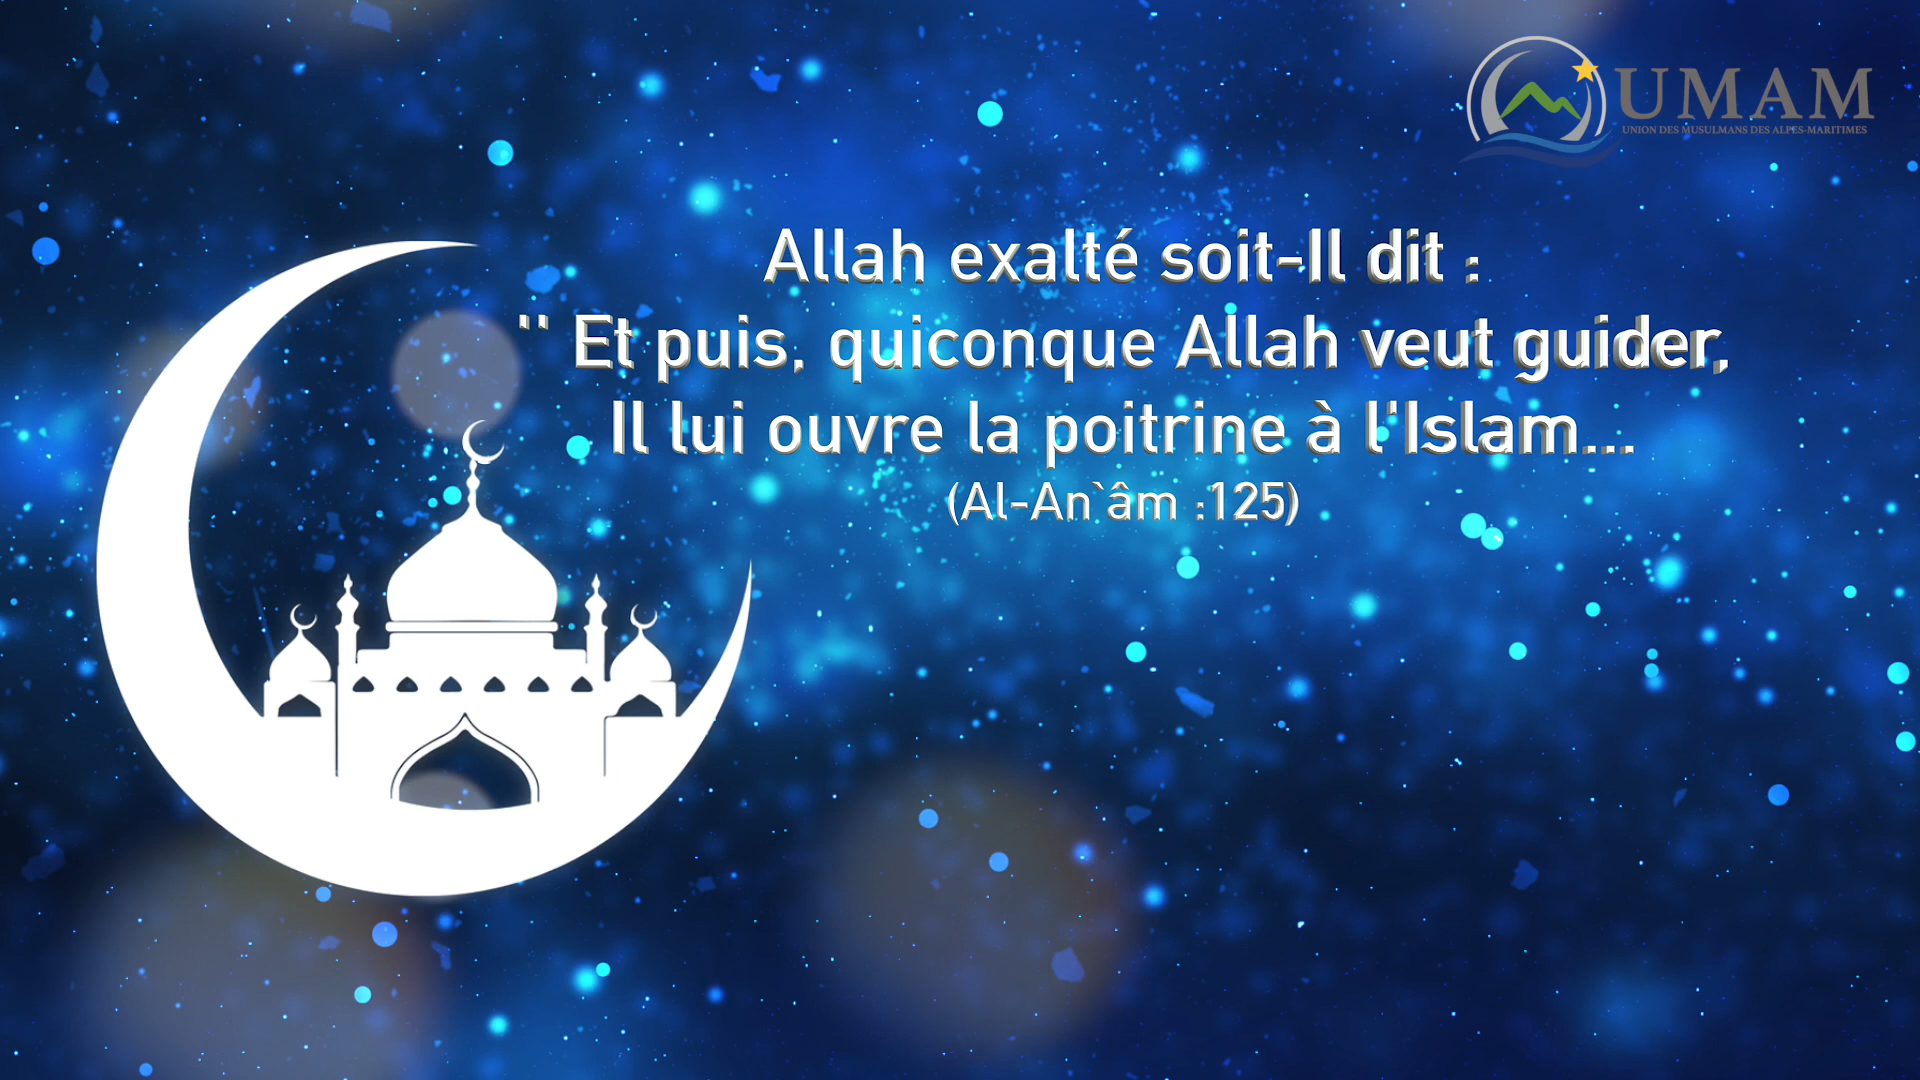 UMAM
UNION DES MUSULMANS DES ALPES-MARITIMES
Allah exalté soit-Il dit :
'' Et puis, quiconque Allah veut guider,
Il lui ouvre la poitrine à l'Islam...
(Al-An`âm :125)